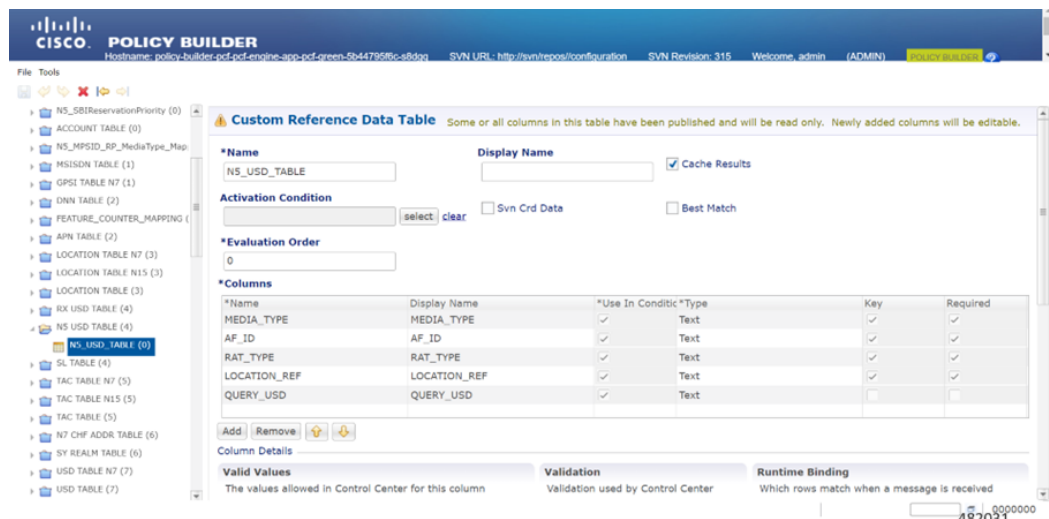 CISCO. POLICY BUILDER
Hostname: policy-builder-pcf-pcf-engine-app-pcf-green-5b44795f6c-s8dgg SVN URL: http://svn/repos//configuration SVN Revision: 315 Welcome, admin (ADMIN) POLICY BUILDER
File Tools
N5_SBIReservationPriority (0)
ACCOUNT TABLE (0)
N5_MPSID_RP_MediaType_Map
MSISDN TABLE (1)
GPSI TABLE N7 (1)
DNN TABLE (2)
FEATURE_COUNTER_MAPPING (
APN TABLE (2)
LOCATION TABLE N7 (3)
LOCATION TABLE N15 (3)
LOCATION TABLE (3)
RX USD TABLE (4)
N5 USD TABLE (4)
N5_USD_TABLE (0)
SL TABLE (4)
TAC TABLE N7 (5)
TAC TABLE N15 (5)
TAC TABLE (5)
N7 CHF ADDR TABLE (6)
SY REALM TABLE (6)
USD TABLE N7 (7)
USD TABLE (7)
Custom Reference Data Table Some or all columns in this table have been published and will be read only. Newly added columns will be editable.
*Name Display Name
N5_USD_TABLE Cache Results
Activation Condition
select clear Svn Crd Data Best Match
*Evaluation Order
0
*Columns
*Name Display Name *Use In Conditic *Type Key Required
MEDIA_TYPE MEDIA_TYPE Text
AF_ID AF_ID Text
RAT_TYPE RAT_TYPE Text
LOCATION_REF LOCATION_REF Text
QUERY_USD QUERY_USD Text
Add Remove
Column Details
Valid Values Validation Runtime Binding
The values allowed in Control Center for this column Validation used by Control Center Which rows match when a message is received
0000000
482031